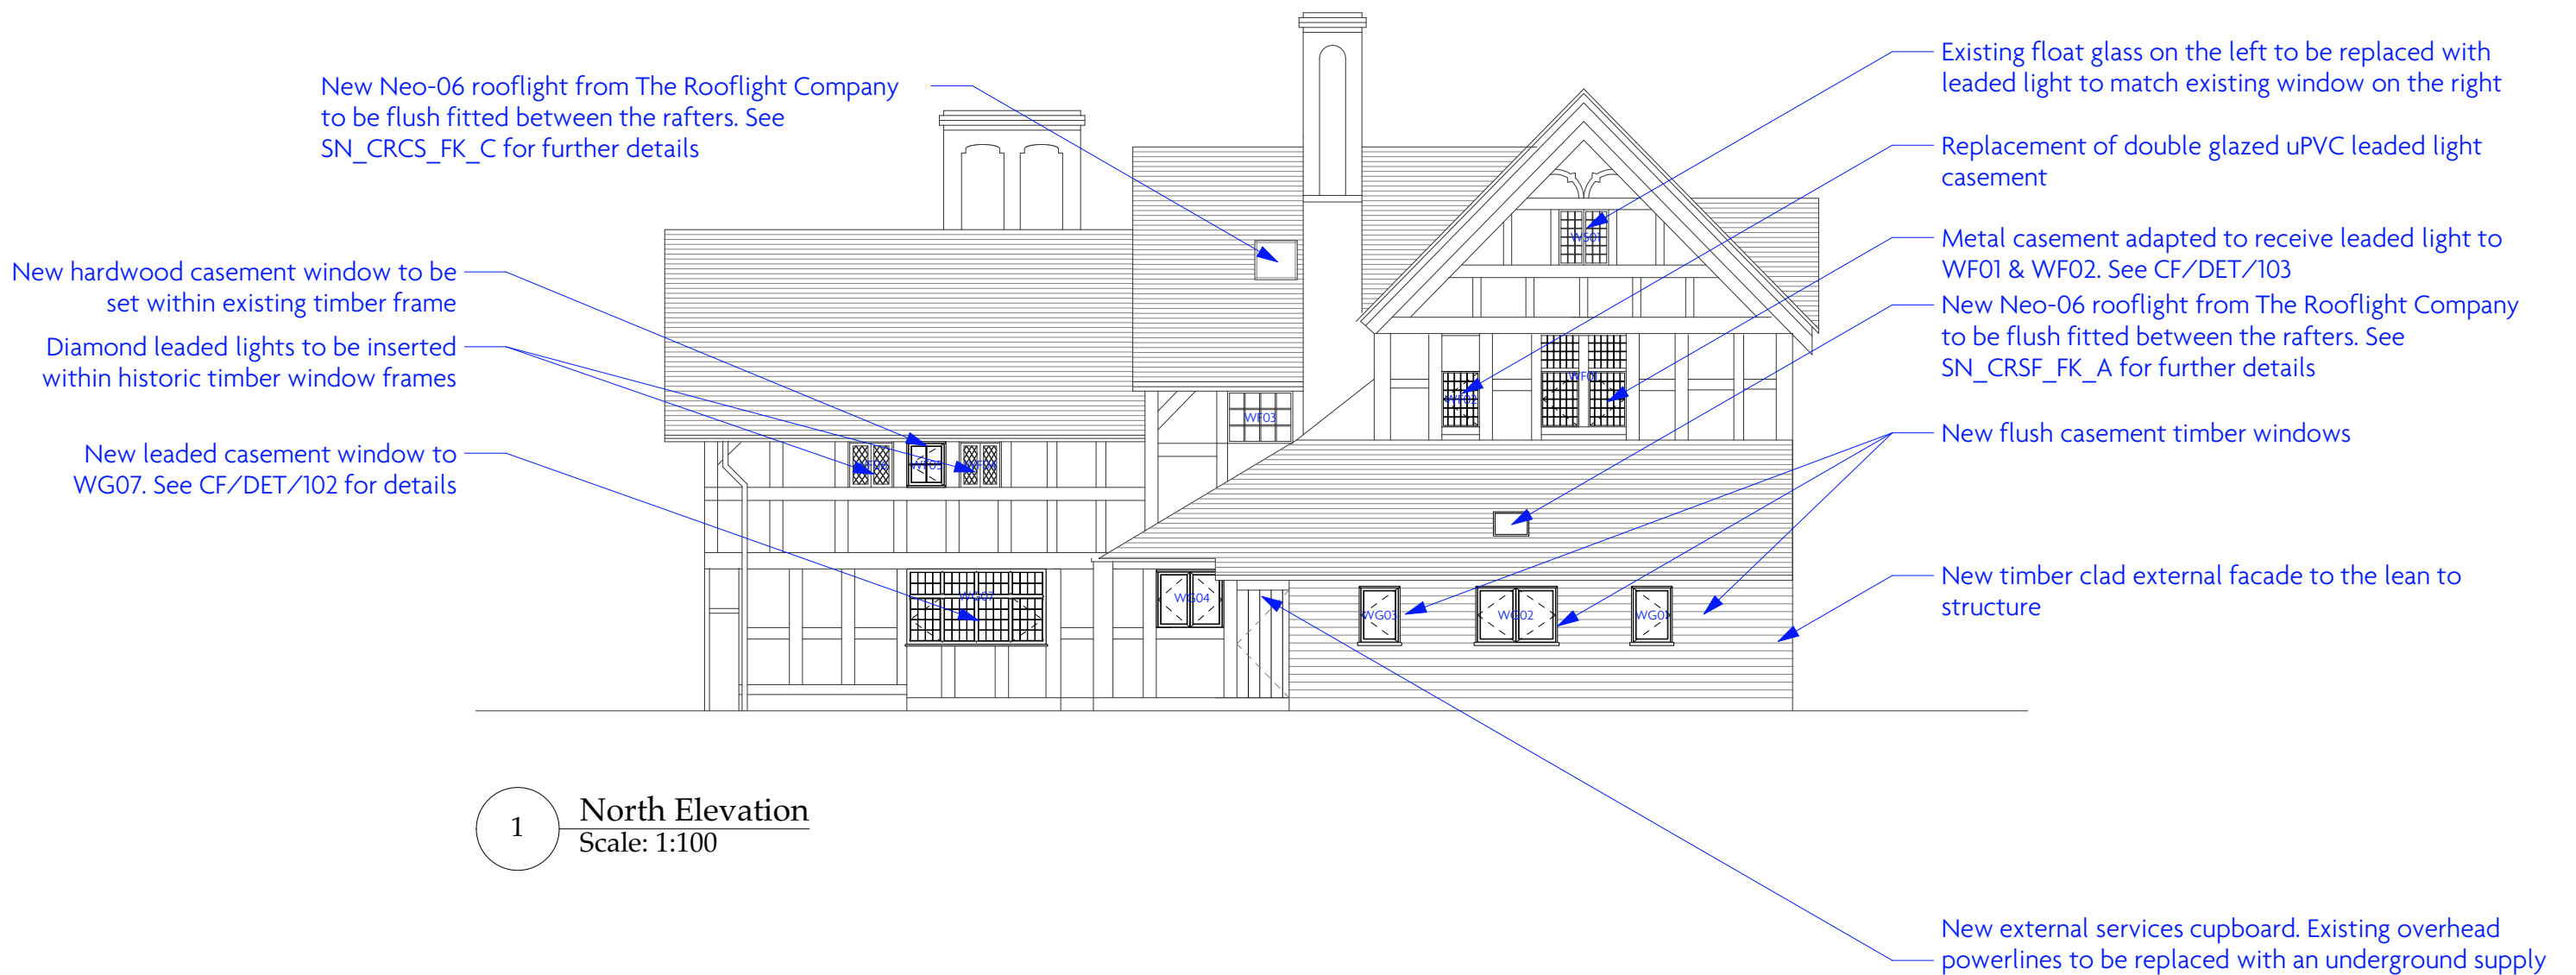 New Neo-06 rooflight from The Rooflight Company
to be flush fitted between the rafters. See
SN_CRCS_FK_C for further details
New hardwood casement window to be
set within existing timber frame
Diamond leaded lights to be inserted
within historic timber window frames
New leaded casement window to
WG07. See CF/DET/102 for details
Existing float glass on the left to be replaced with
leaded light to match existing window on the right
Replacement of double glazed uPVC leaded light
casement
Metal casement adapted to receive leaded light to
WF01 & WF02. See CF/DET/103
New Neo-06 rooflight from The Rooflight Company
to be flush fitted between the rafters. See
SN_CRSF_FK_A for further details
New flush casement timber windows
New timber clad external facade to the lean to
structure
New external services cupboard. Existing overhead
powerlines to be replaced with an underground supply
WS01
WF01
WF02
WF03
WF05
WG07
WG04
WG03
WG02
1
North Elevation
Scale: 1:100